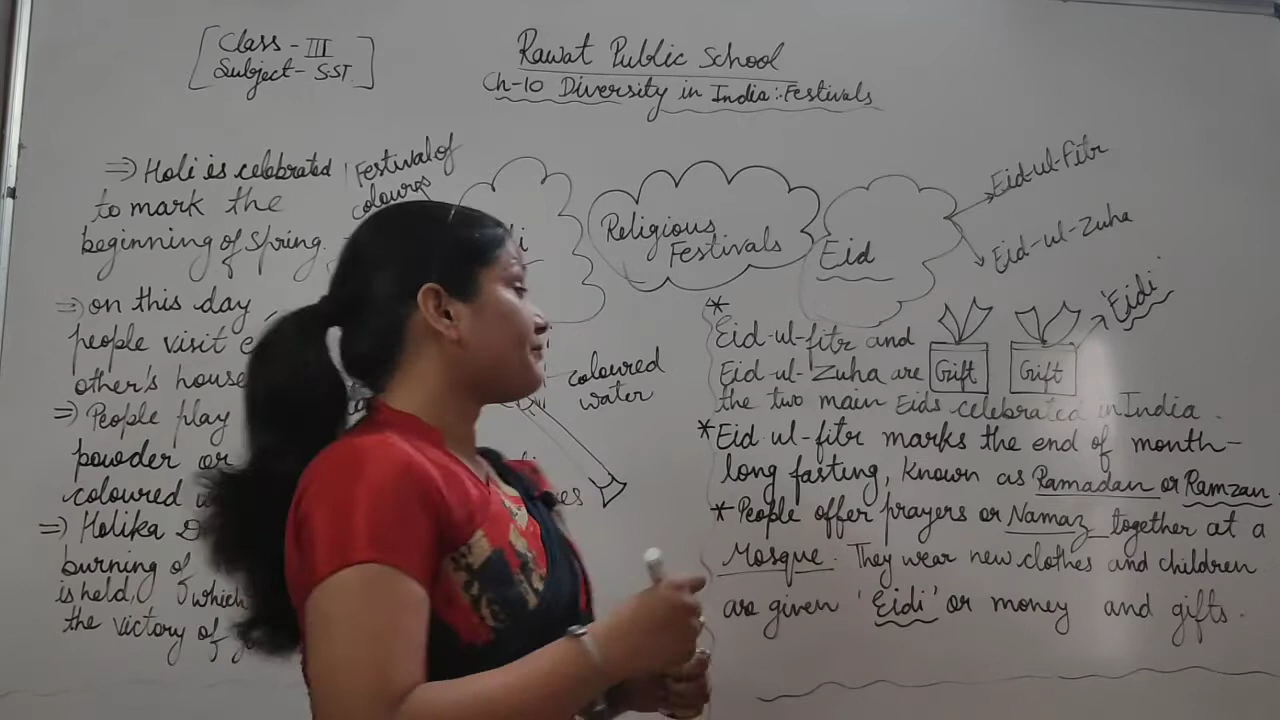 Class - III
Subject - S.ST.
Rawat Public School
Ch-10 Diversity in India : Festivals
⇒ Holi is celebrated
to mark the
beginning of spring.
⇒ on this day
people visit e
other's house
⇒ People play
powder or
coloured
⇒ Holika D
burning of
is held, which
the victory of
Festival of
colours
coloured
water
Religious
Festivals
Eid
Eid-ul-Fitr
Eid-ul-Zuha
Gift
Gift
'Eidi'
* Eid-ul-fitr and
Eid-ul-Zuha are
the two main Eids celebrated in India.
* Eid ul-fitr marks the end of month-
long fasting, known as Ramadan or Ramzan.
* People offer prayers or Namaz together at a
Mosque. They wear new clothes and children
are given 'Eidi' or money and gifts.